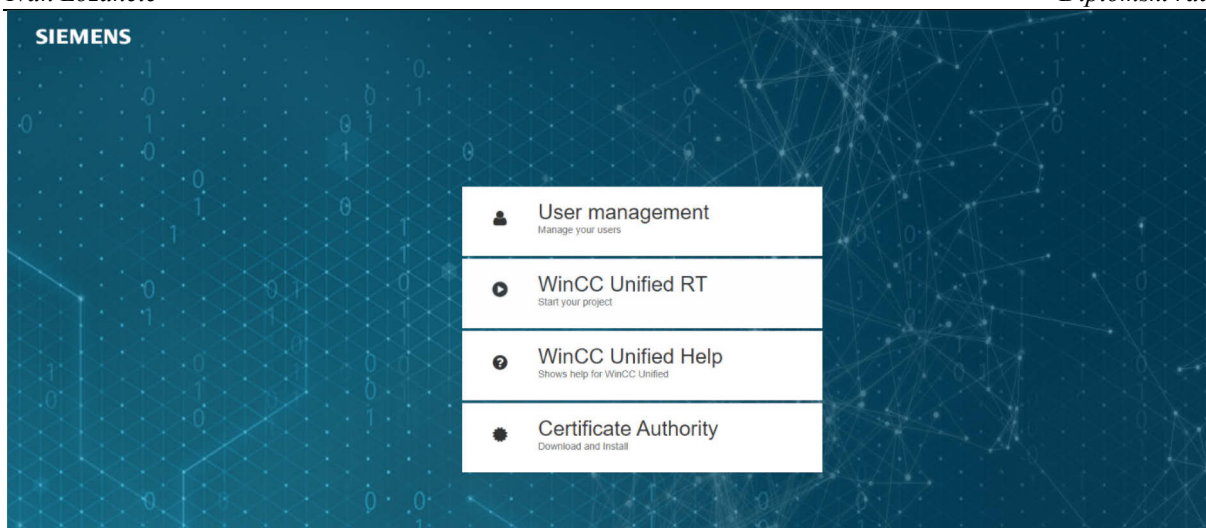 SIEMENS
User management
Manage your users
WinCC Unified RT
Start your project
WinCC Unified Help
Shows help for WinCC Unified
Certificate Authority
Download and Install